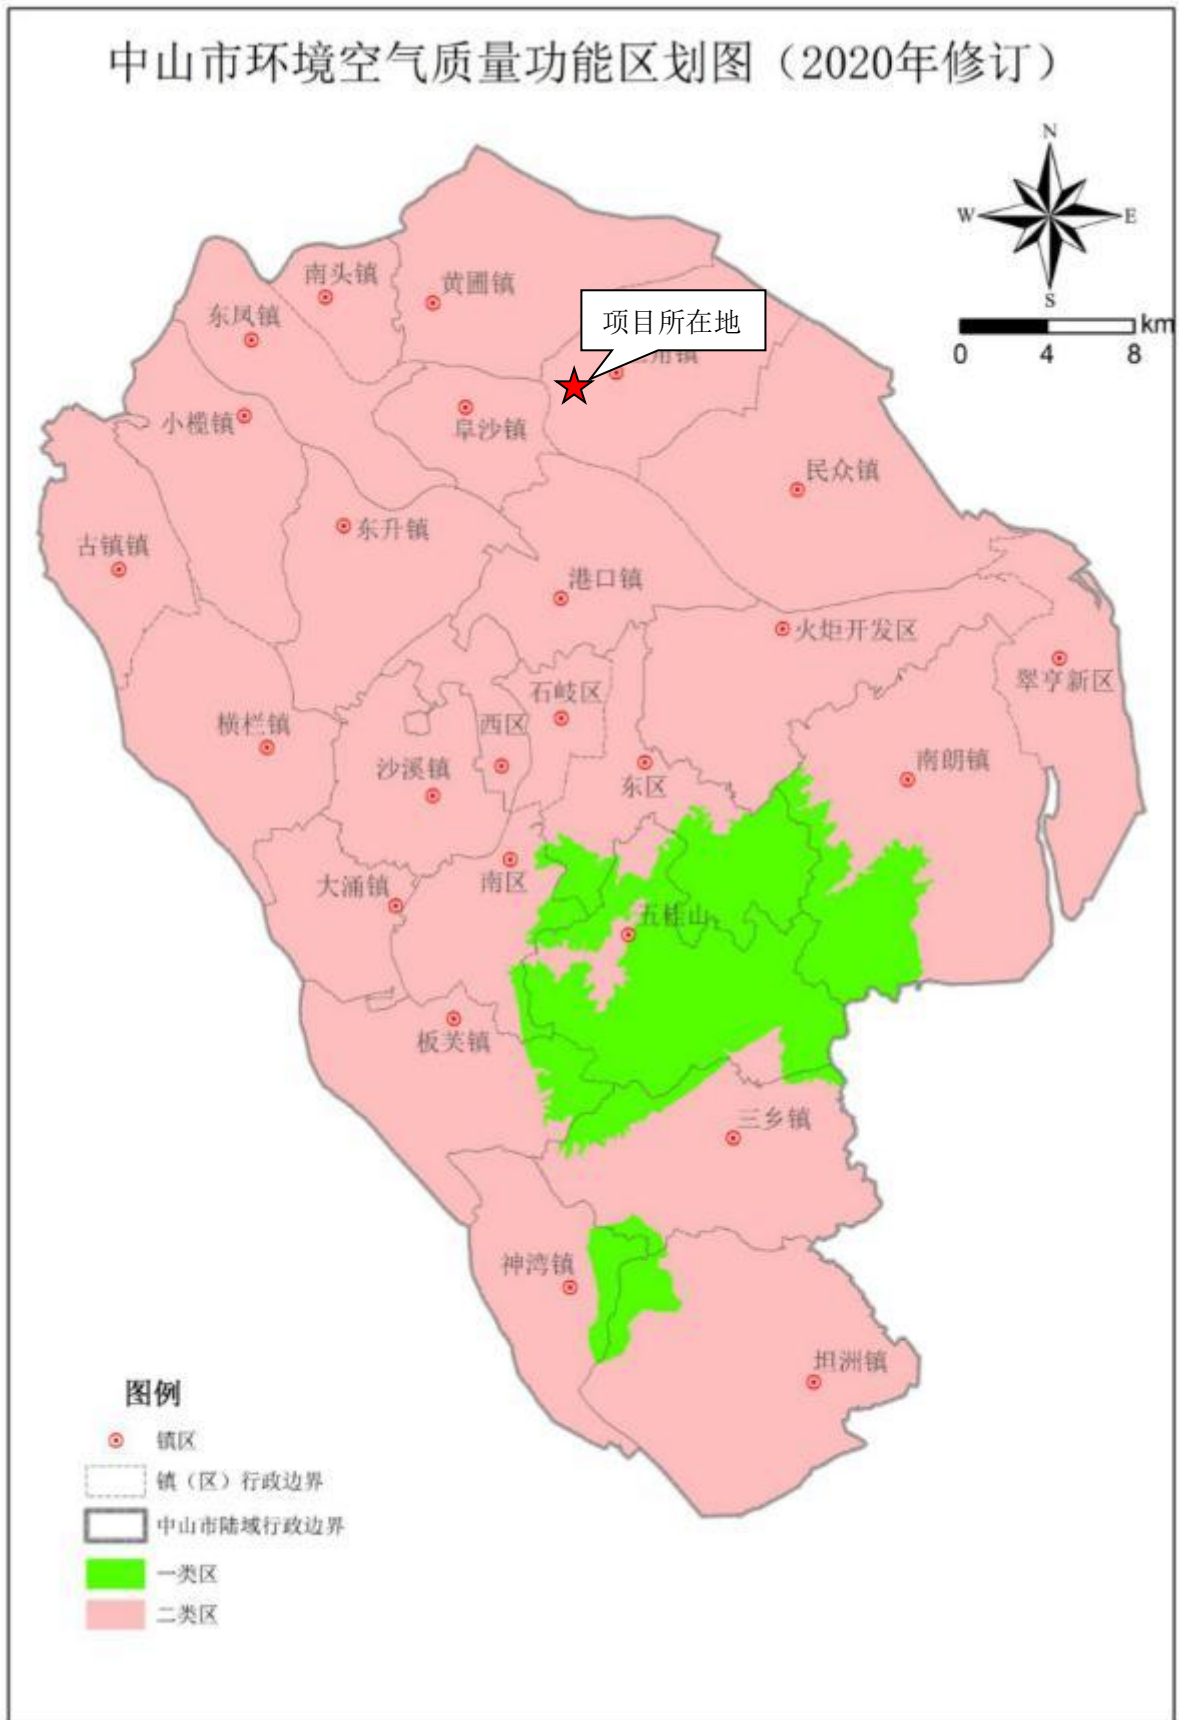 中山市环境空气质量功能区划图（2020年修订）
N
W
E
S
km
0 4 8
南头镇
黄圃镇
东凤镇
项目所在地
角镇
小榄镇
阜沙镇
民众镇
东升镇
古镇镇
港口镇
火炬开发区
翠亨新区
石岐区
横栏镇
西区
沙溪镇
东区
南朗镇
南区
大涌镇
五桂山
板芙镇
三乡镇
神湾镇
坦洲镇
图例
镇区
镇（区）行政边界
中山市陆域行政边界
一类区
二类区